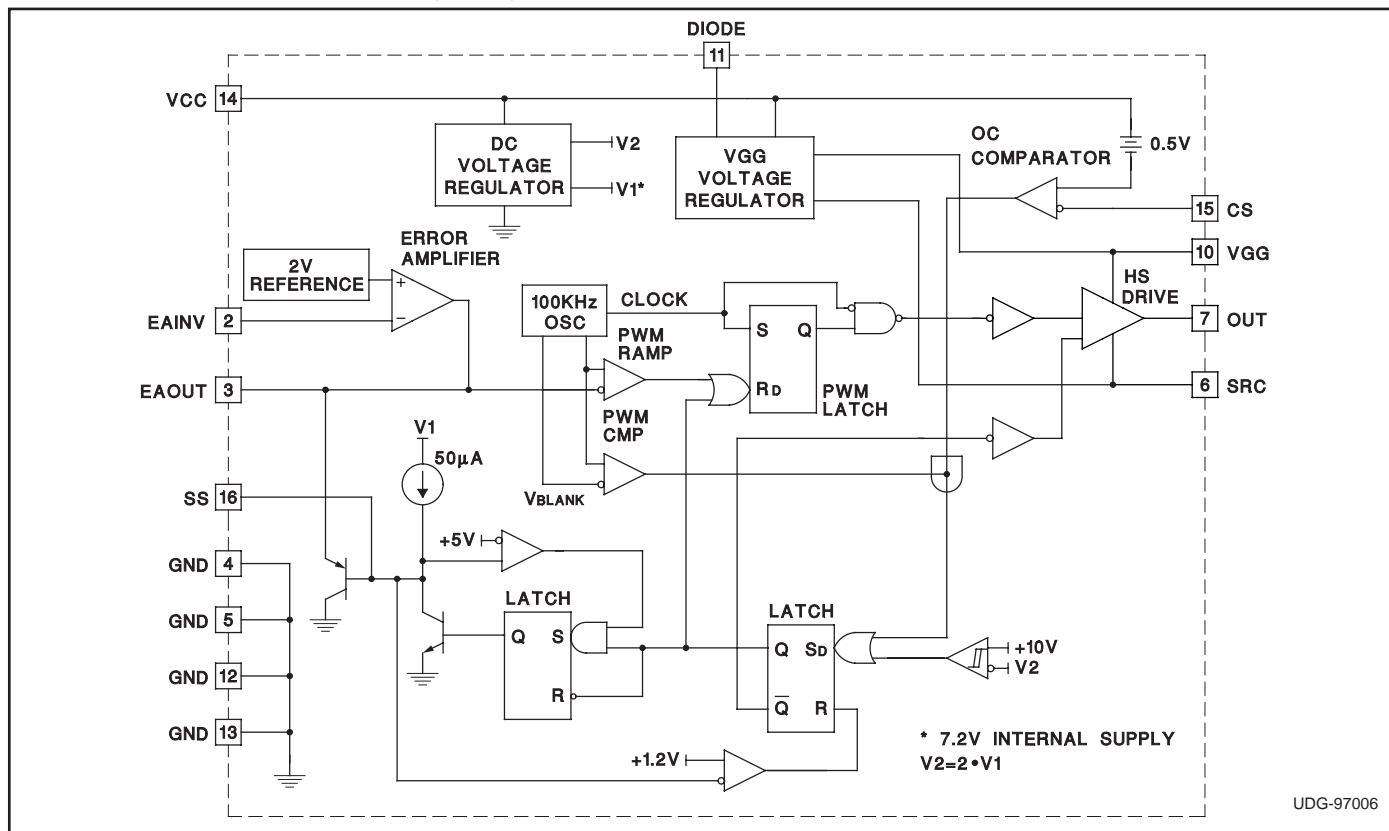 DIODE
11
VCC 14
DC
VOLTAGE
REGULATOR
V2
V1*
VGG
VOLTAGE
REGULATOR
OC
COMPARATOR
0.5V
15 CS
10 VGG
HS
DRIVE
7 OUT
6 SRC
2V
REFERENCE
ERROR
AMPLIFIER
+
−
EAINV 2
EAOUT 3
100KHz
OSC
CLOCK
PWM
RAMP
PWM
CMP
VBLANK
S Q
RD
PWM
LATCH
V1
50µA
SS 16
GND 4
GND 5
GND 12
GND 13
+5V
LATCH
Q S
R
LATCH
Q SD
Q R
+10V
V2
+1.2V
* 7.2V INTERNAL SUPPLY
V2=2•V1
UDG-97006